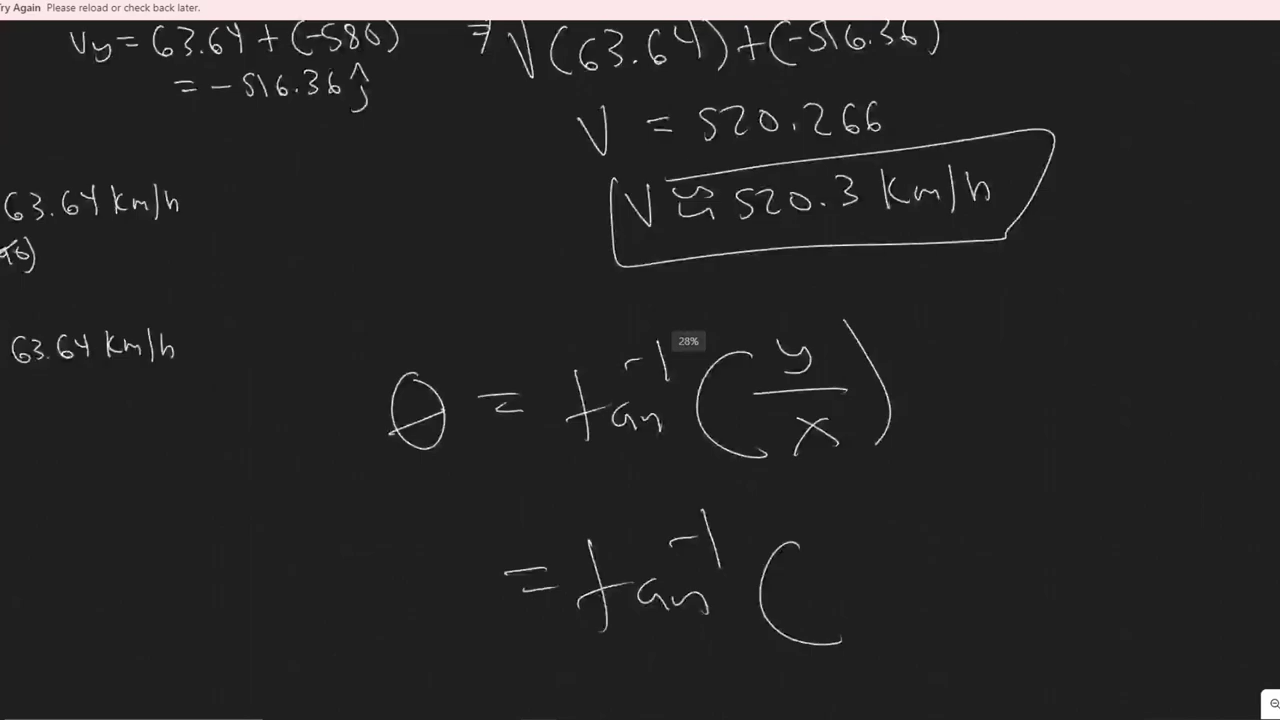 Try Again Please reload or check back later.
Vy = 63.64 + (-580)
= -516.36 ĵ
√(63.64) + (-516.36)
V = 520.266
V ≈ 520.3 Km/h
63.64 Km/h
63.64 Km/h
28%
θ = tan⁻¹ (y/x)
= tan⁻¹ (